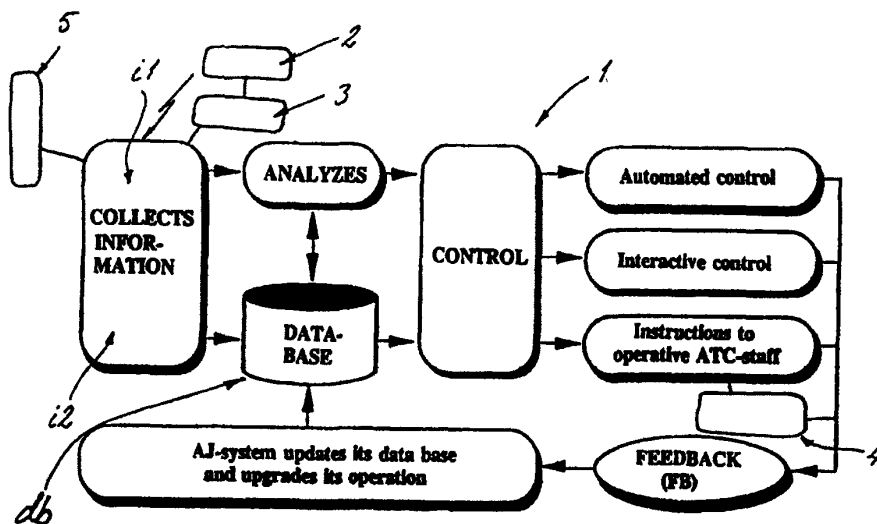 5
i1
2
3
1
COLLECTS
INFOR-
MATION
ANALYZES
CONTROL
Automated control
Interactive control
DATA-
BASE
Instructions to
operative ATC-staff
i2
db
AJ-system updates its data base
and upgrades its operation
FEEDBACK
(FB)
4